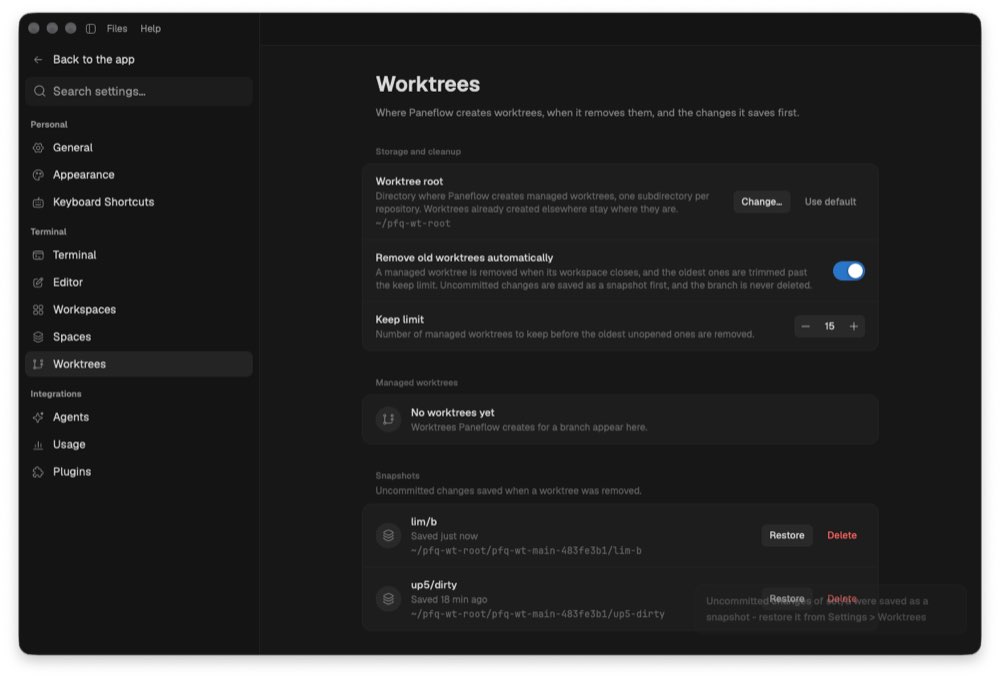 Files Help
Back to the app
Search settings...
Personal
General
Appearance
Keyboard Shortcuts
Terminal
Terminal
Editor
Workspaces
Spaces
Worktrees
Integrations
Agents
Usage
Plugins
Worktrees
Where Paneflow creates worktrees, when it removes them, and the changes it saves first.
Storage and cleanup
Worktree root
Directory where Paneflow creates managed worktrees, one subdirectory per
repository. Worktrees already created elsewhere stay where they are.
~/pfq-wt-root
Change...
Use default
Remove old worktrees automatically
A managed worktree is removed when its workspace closes, and the oldest ones are trimmed past
the keep limit. Uncommitted changes are saved as a snapshot first, and the branch is never deleted.
Keep limit
Number of managed worktrees to keep before the oldest unopened ones are removed.
− 15 +
Managed worktrees
No worktrees yet
Worktrees Paneflow creates for a branch appear here.
Snapshots
Uncommitted changes saved when a worktree was removed.
lim/b
Saved just now
~/pfq-wt-root/pfq-wt-main-483fe3b1/lim-b
Restore
Delete
up5/dirty
Saved 18 min ago
~/pfq-wt-root/pfq-wt-main-483fe3b1/up5-dirty
Restore
Delete
Uncommitted changes of were saved as a
snapshot - restore it from Settings > Worktrees